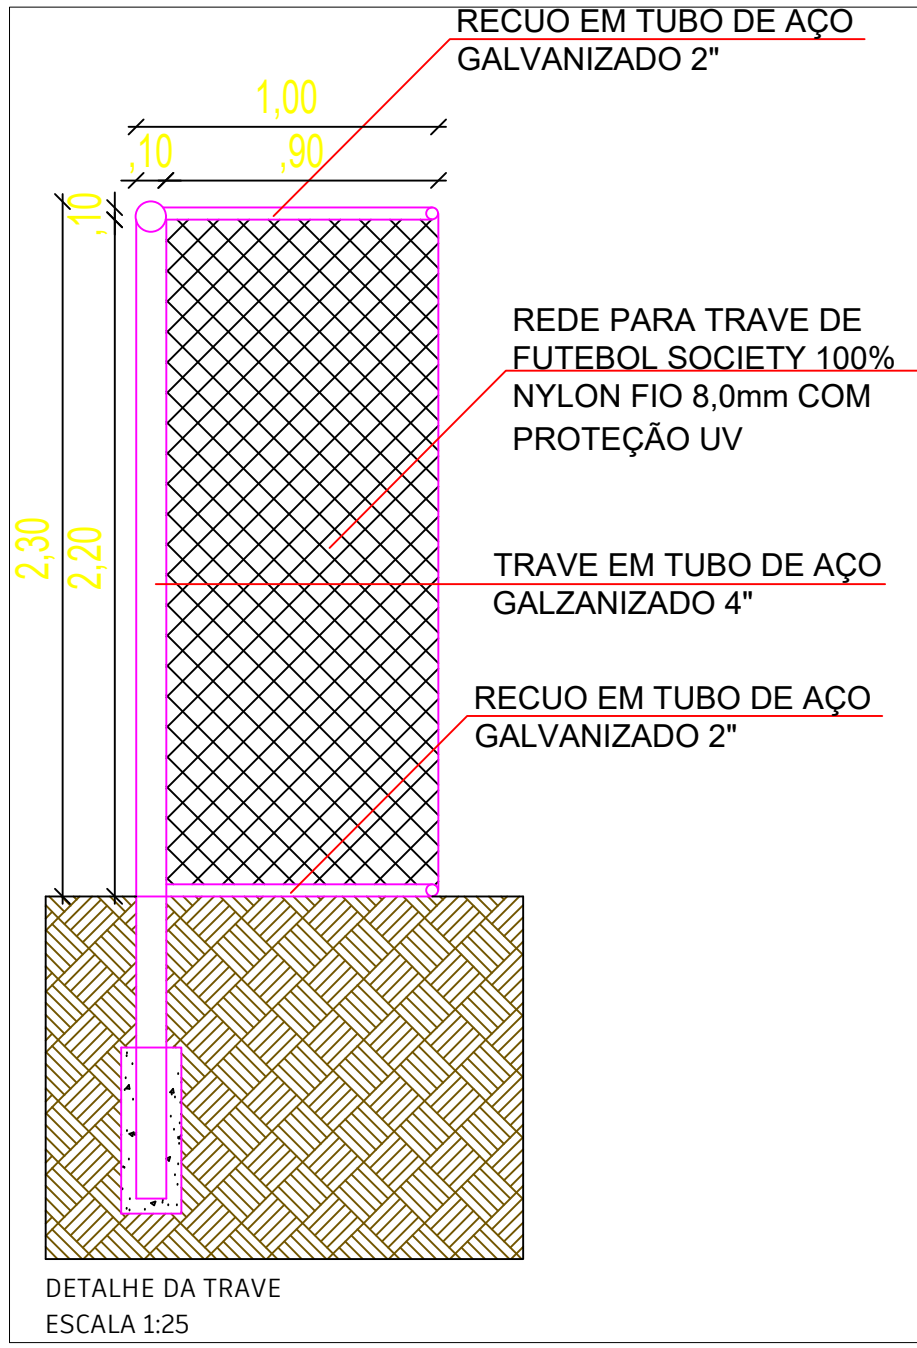 RECUO EM TUBO DE AÇO
GALVANIZADO 2"
1,00
,10
,90
,10
REDE PARA TRAVE DE
FUTEBOL SOCIETY 100%
NYLON FIO 8,0mm COM
PROTEÇÃO UV
2,30
2,20
TRAVE EM TUBO DE AÇO
GALZANIZADO 4"
RECUO EM TUBO DE AÇO
GALVANIZADO 2"
DETALHE DA TRAVE
ESCALA 1:25